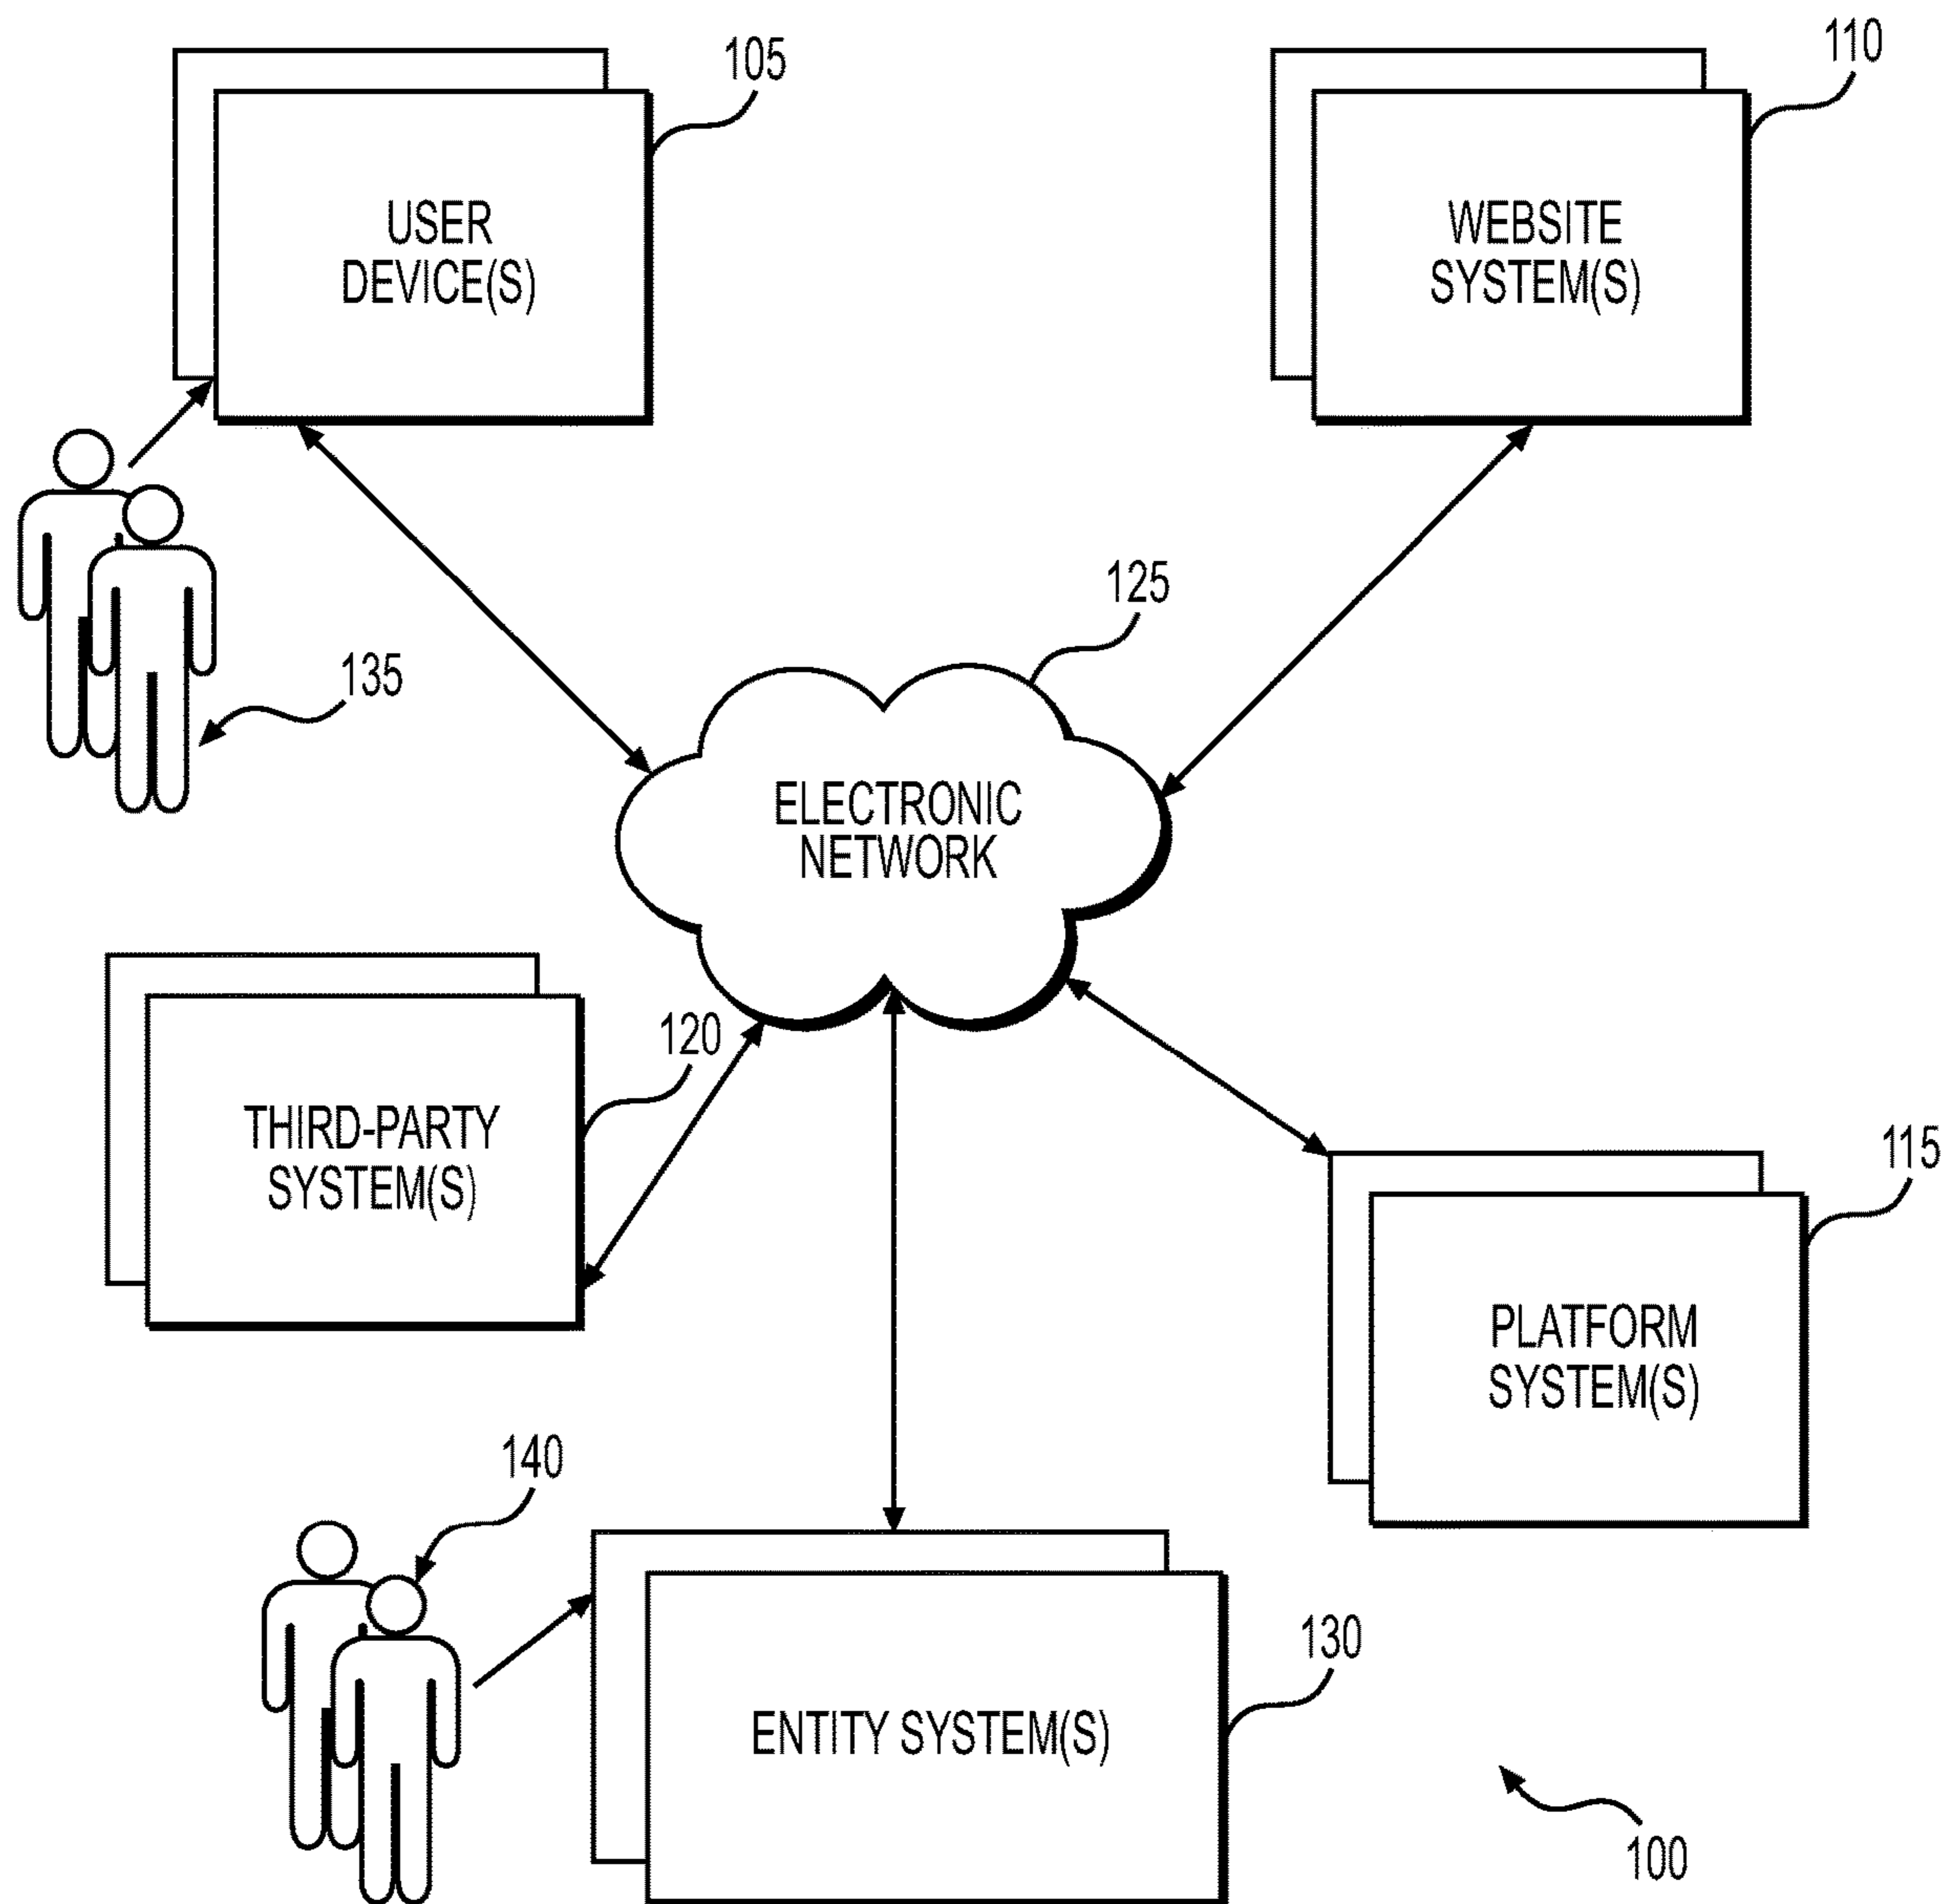 105
110
USER
DEVICE(S)
WEBSITE
SYSTEM(S)
125
135
ELECTRONIC
NETWORK
120
THIRD-PARTY
SYSTEM(S)
115
PLATFORM
SYSTEM(S)
140
130
ENTITY SYSTEM(S)
100